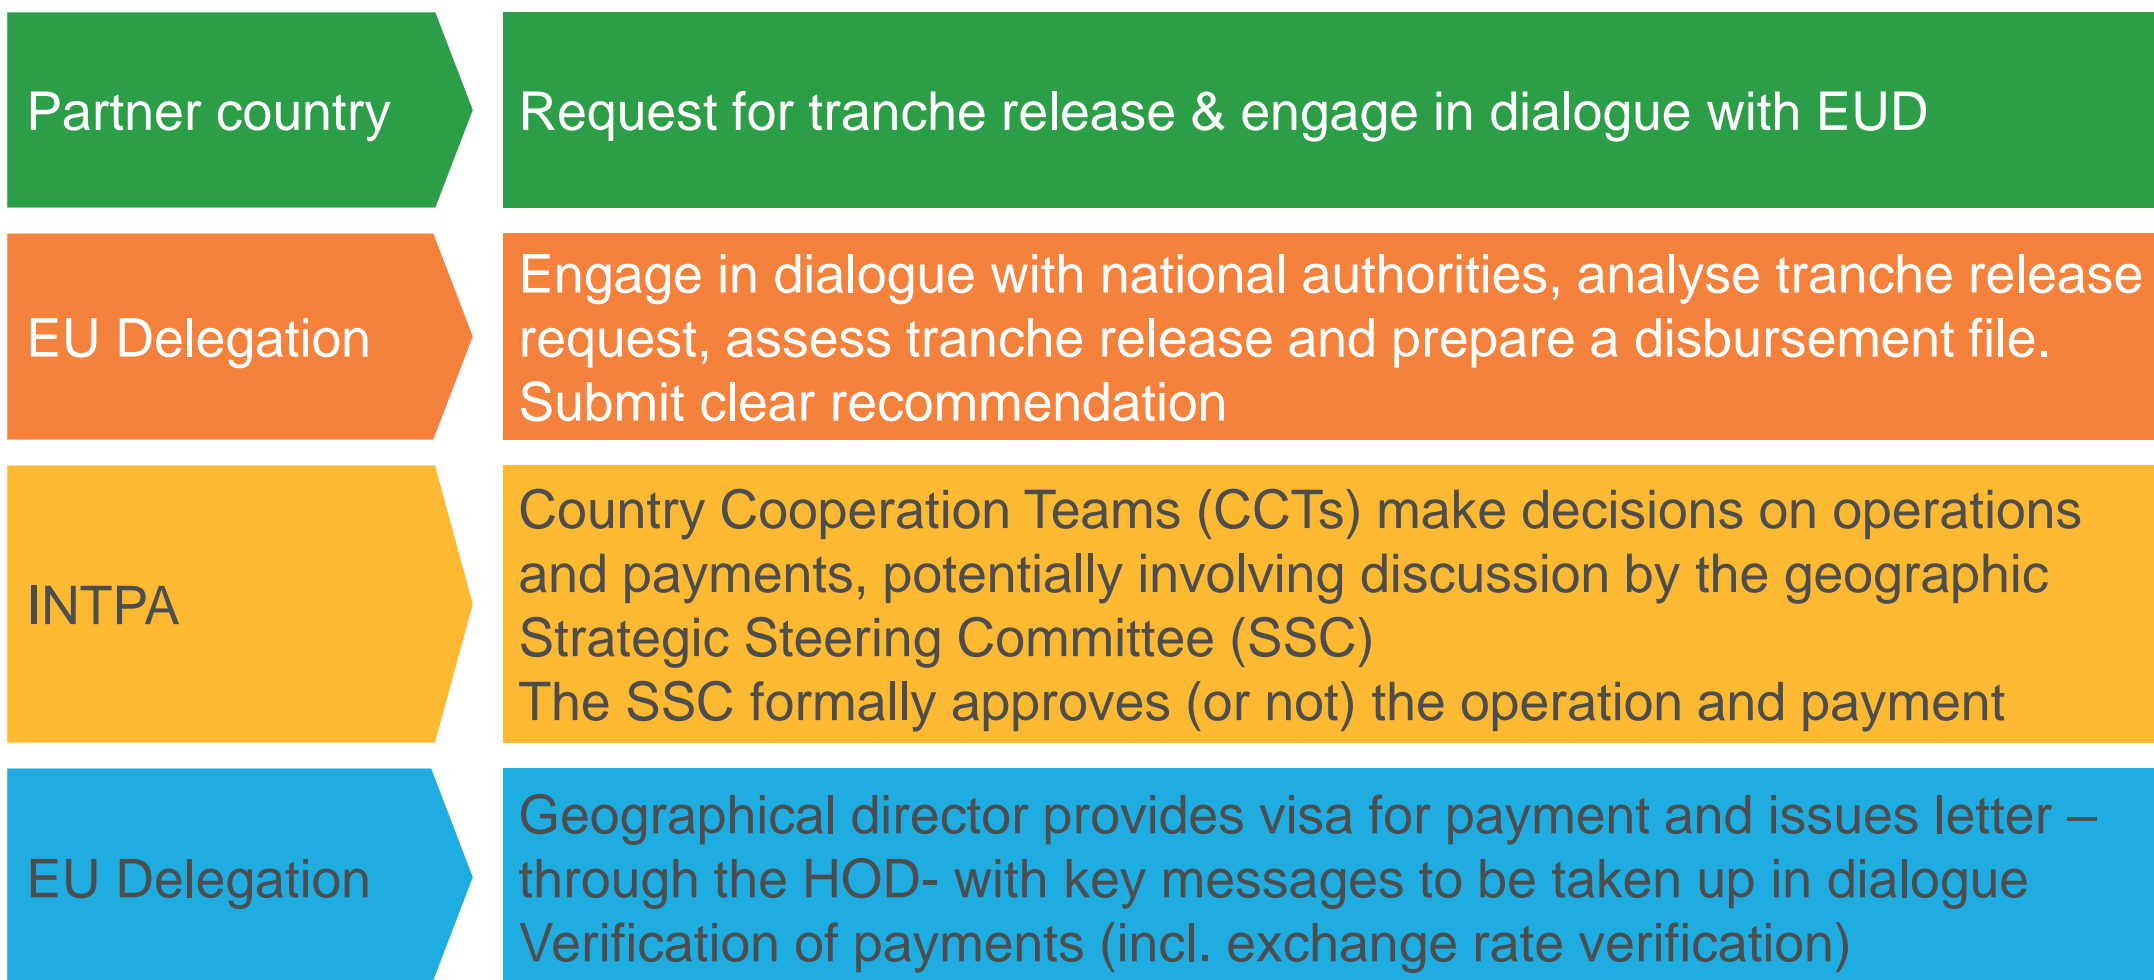 Partner country
Request for tranche release & engage in dialogue with EUD
EU Delegation
Engage in dialogue with national authorities, analyse tranche release
request, assess tranche release and prepare a disbursement file.
Submit clear recommendation
INTPA
Country Cooperation Teams (CCTs) make decisions on operations
and payments, potentially involving discussion by the geographic
Strategic Steering Committee (SSC)
The SSC formally approves (or not) the operation and payment
EU Delegation
Geographical director provides visa for payment and issues letter –
through the HOD- with key messages to be taken up in dialogue
Verification of payments (incl. exchange rate verification)